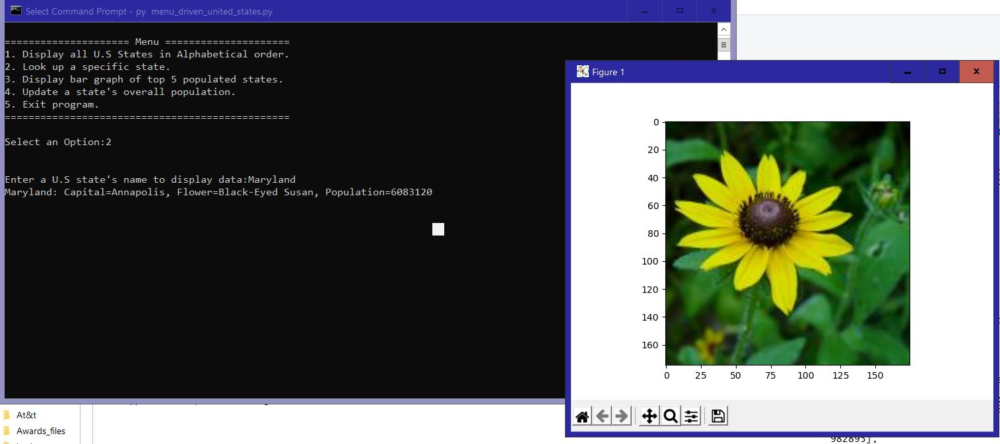 Select Command Prompt - py  menu_driven_united_states.py
===================== Menu =====================
1. Display all U.S States in Alphabetical order.
2. Look up a specific state.
3. Display bar graph of top 5 populated states.
4. Update a state's overall population.
5. Exit program.
================================================
Select an Option:2
Enter a U.S state's name to display data:Maryland
Maryland: Capital=Annapolis, Flower=Black-Eyed Susan, Population=6083120
Figure 1
0
20
40
60
80
100
120
140
160
0 25 50 75 100 125 150
At&t
Awards_files
982895],